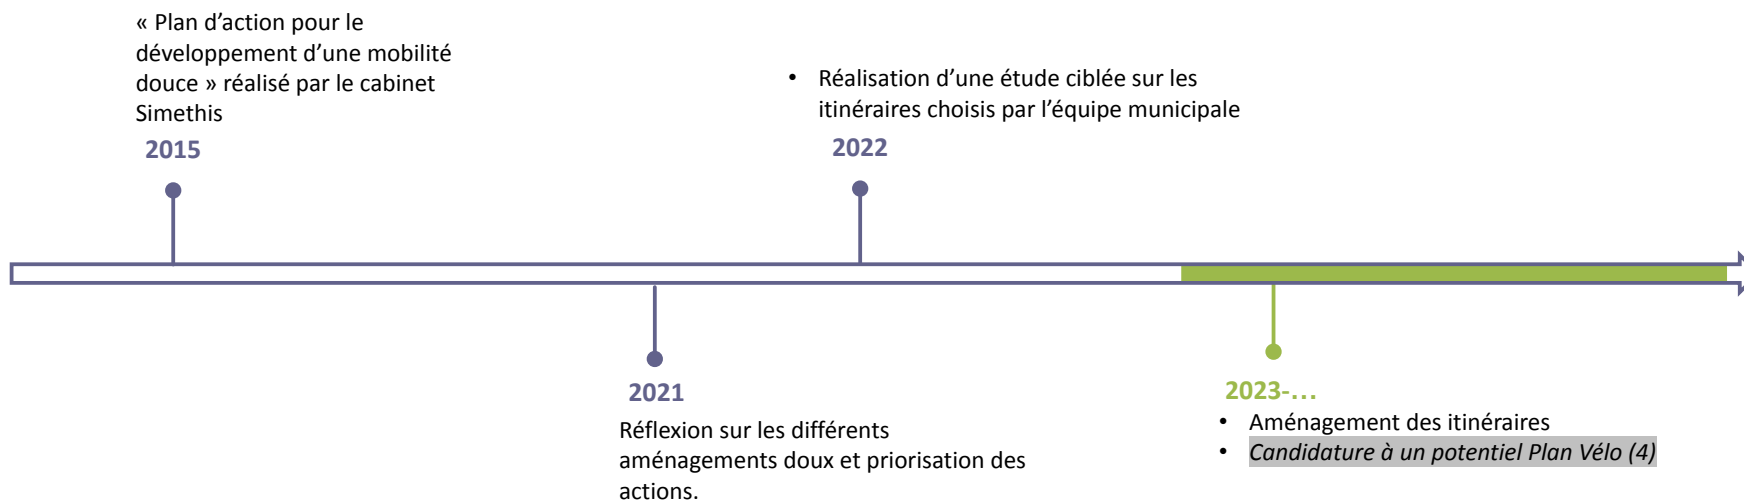 « Plan d’action pour le
développement d’une mobilité
douce » réalisé par le cabinet
Simethis
2015
• Réalisation d’une étude ciblée sur les
itinéraires choisis par l’équipe municipale
2022
2021
Réflexion sur les différents
aménagements doux et priorisation des
actions.
2023-…
• Aménagement des itinéraires
• Candidature à un potentiel Plan Vélo (4)